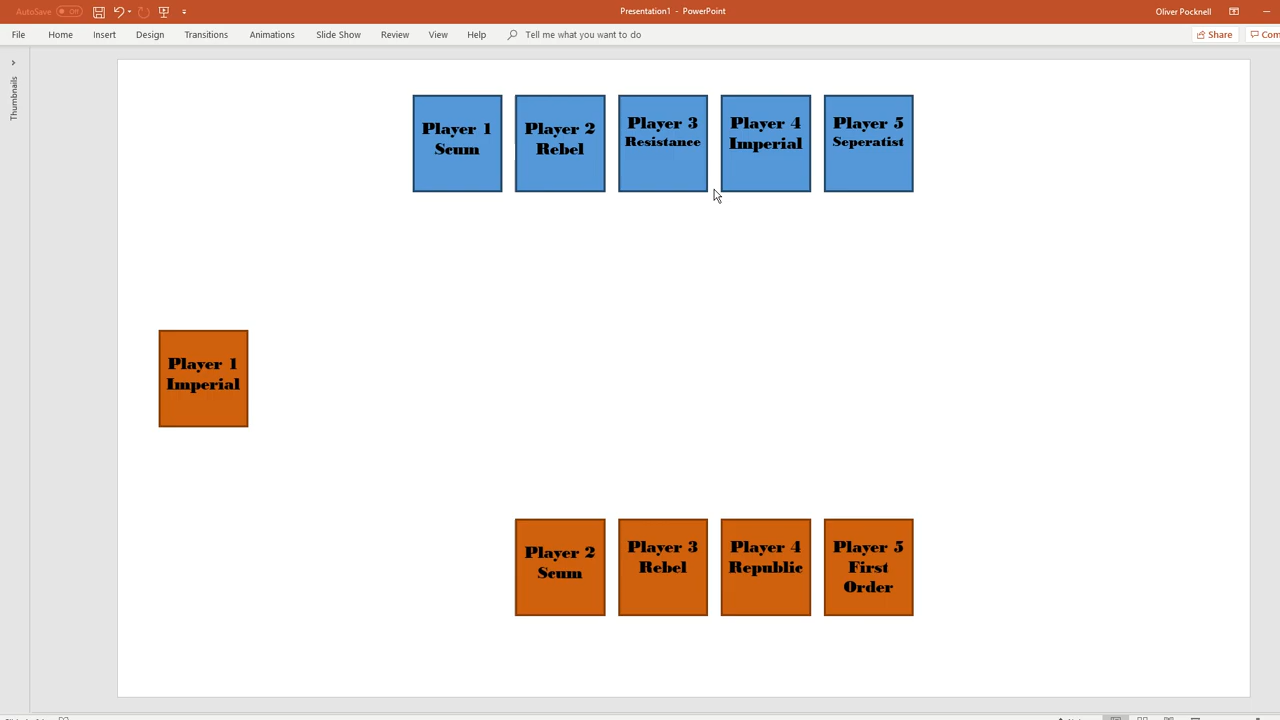 AutoSave Off
Presentation1 - PowerPoint
Oliver Pocknell
File Home Insert Design Transitions Animations Slide Show Review View Help Tell me what you want to do
Share
Com
Thumbnails
Player 1
Scum
Player 2
Rebel
Player 3
Resistance
Player 4
Imperial
Player 5
Seperatist
Player 1
Imperial
Player 2
Scum
Player 3
Rebel
Player 4
Republic
Player 5
First
Order